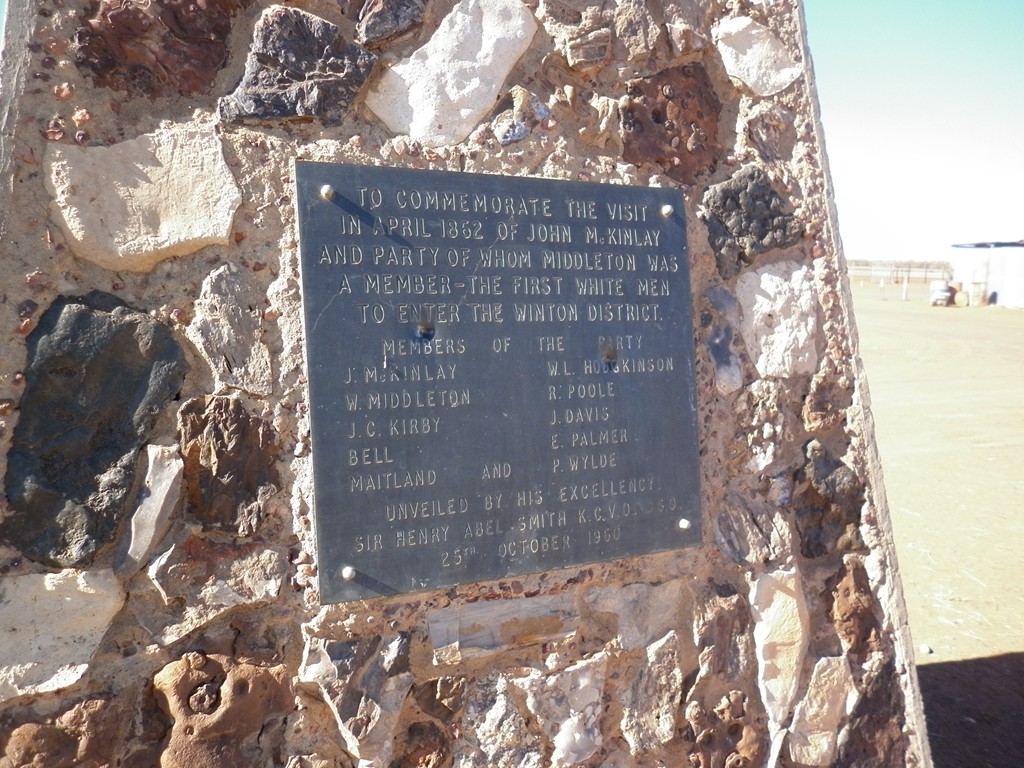 TO COMMEMORATE THE VISIT
IN APRIL 1862 OF JOHN McKINLAY
AND PARTY OF WHOM MIDDLETON WAS
A MEMBER - THE FIRST WHITE MEN
TO ENTER THE WINTON DISTRICT.
MEMBERS OF THE PARTY
J. McKINLAY W.L. HODGKINSON
W. MIDDLETON R. POOLE
J.C. KIRBY J. DAVIS
BELL E. PALMER
MAITLAND AND P. WYLDE
UNVEILED BY HIS EXCELLENCY.
SIR HENRY ABEL SMITH K.C.V.O. D.S.O.
25TH OCTOBER 1960